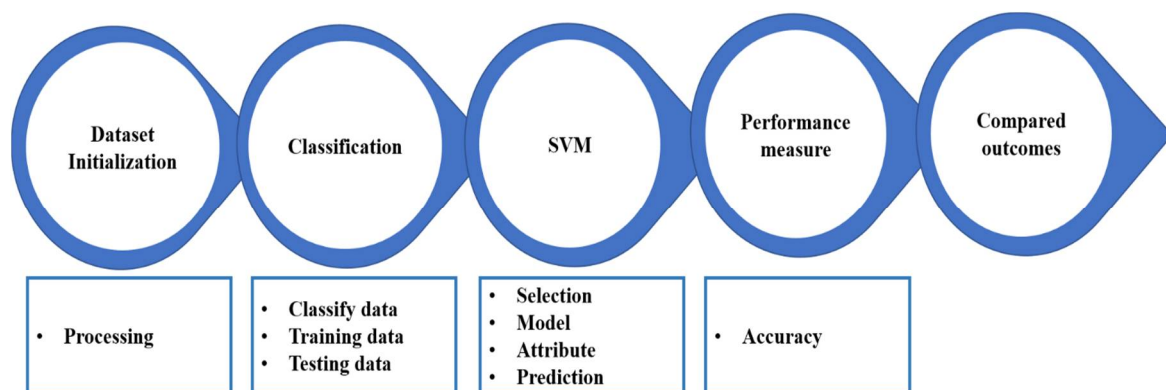 Dataset
Initialization
Classification
SVM
Performance
measure
Compared
outcomes
• Processing
• Classify data
• Training data
• Testing data
• Selection
• Model
• Attribute
• Prediction
• Accuracy